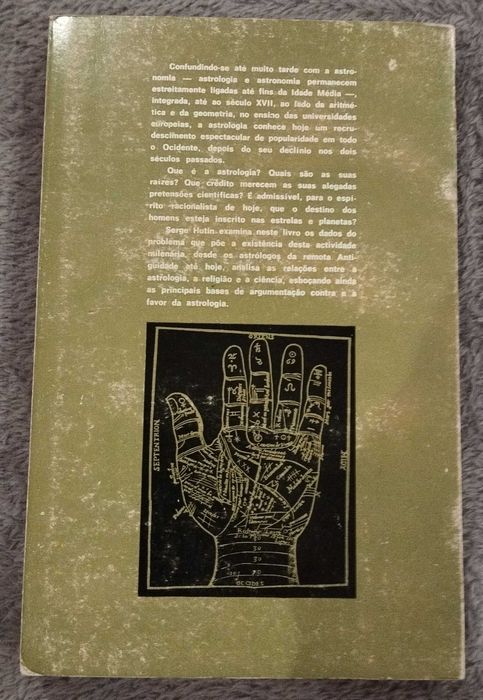 Confundindo-se até muito tarde com a astro-
nomia — astrologia e astronomia permanecem
estreitamente ligadas até fins da Idade Média —,
integrada, até ao século XVII, ao lado da aritmé-
tica e da geometria, no ensino das universidades
europeias, a astrologia conhece hoje um recru-
descimento espectacular de popularidade em todo
o Ocidente, depois do seu declínio nos dois
séculos passados.
Que é a astrologia? Quais são as suas
raízes? Que crédito merecem as suas alegadas
pretensões científicas? É admissível, para o espí-
rito racionalista de hoje, que o destino dos
homens esteja inscrito nas estrelas e planetas?
Serge Hutin examina neste livro os dados do
problema que põe a existência desta actividade
milenária, desde os astrólogos da remota Anti-
guidade até hoje, analisa as relações entre a
astrologia, a religião e a ciência, esboçando ainda
as principais bases de argumentação contra e a
favor da astrologia.
SEPTENTRION
30
30